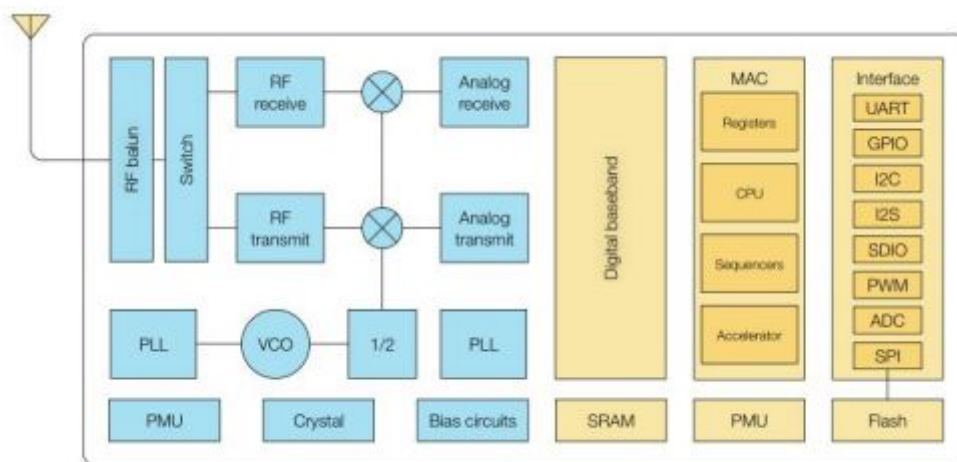 RF balun
Switch
RF
receive
Analog
receive
RF
transmit
Analog
transmit
PLL
VCO
1/2
PLL
PMU
Crystal
Bias circuits
Digital baseband
SRAM
MAC
Registers
CPU
Sequencers
Accelerator
PMU
Interface
UART
GPIO
I2C
I2S
SDIO
PWM
ADC
SPI
Flash